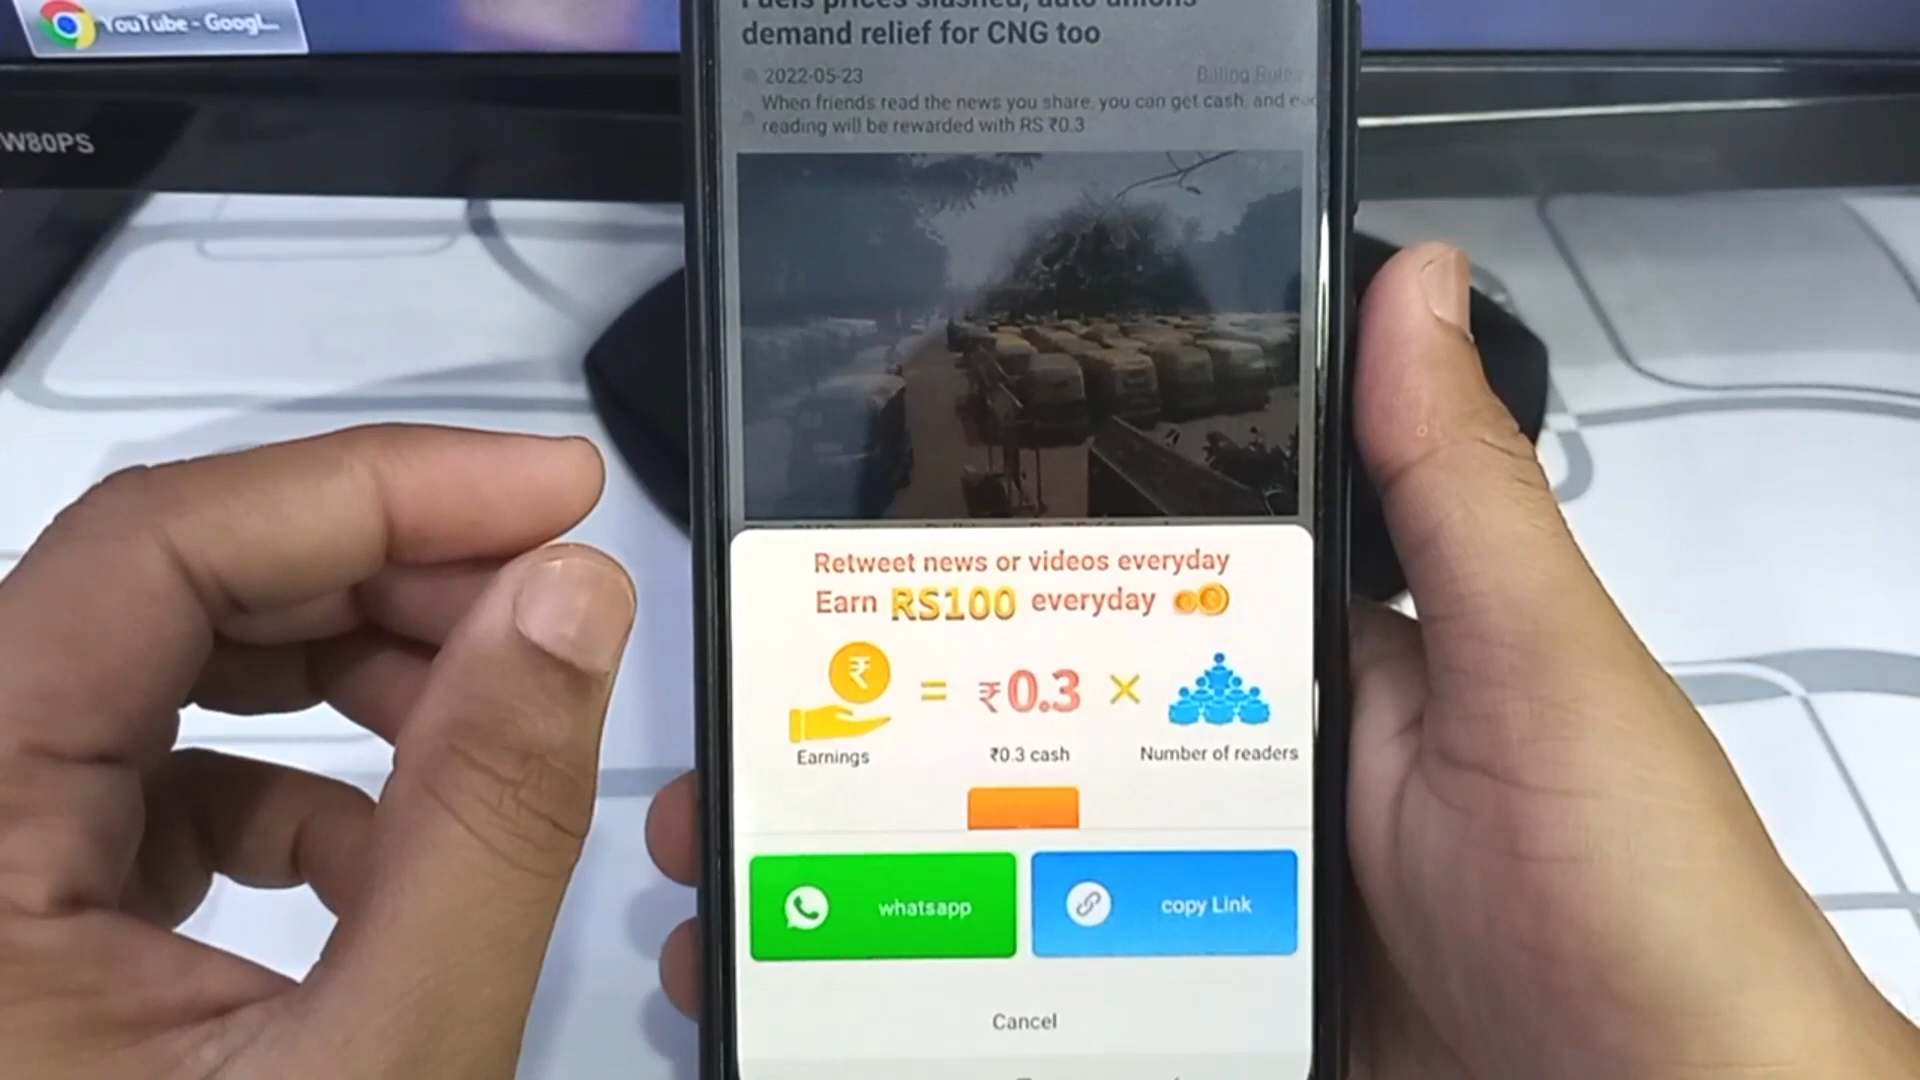 YouTube - Googl...
W80PS
Fuels prices slashed, auto unions
demand relief for CNG too
2022-05-23
Billing Rule
When friends read the news you share, you can get cash, and eac
reading will be rewarded with RS ₹0.3
Retweet news or videos everyday
Earn RS100 everyday
₹
= ₹0.3 ×
Earnings
₹0.3 cash
Number of readers
whatsapp
copy Link
Cancel